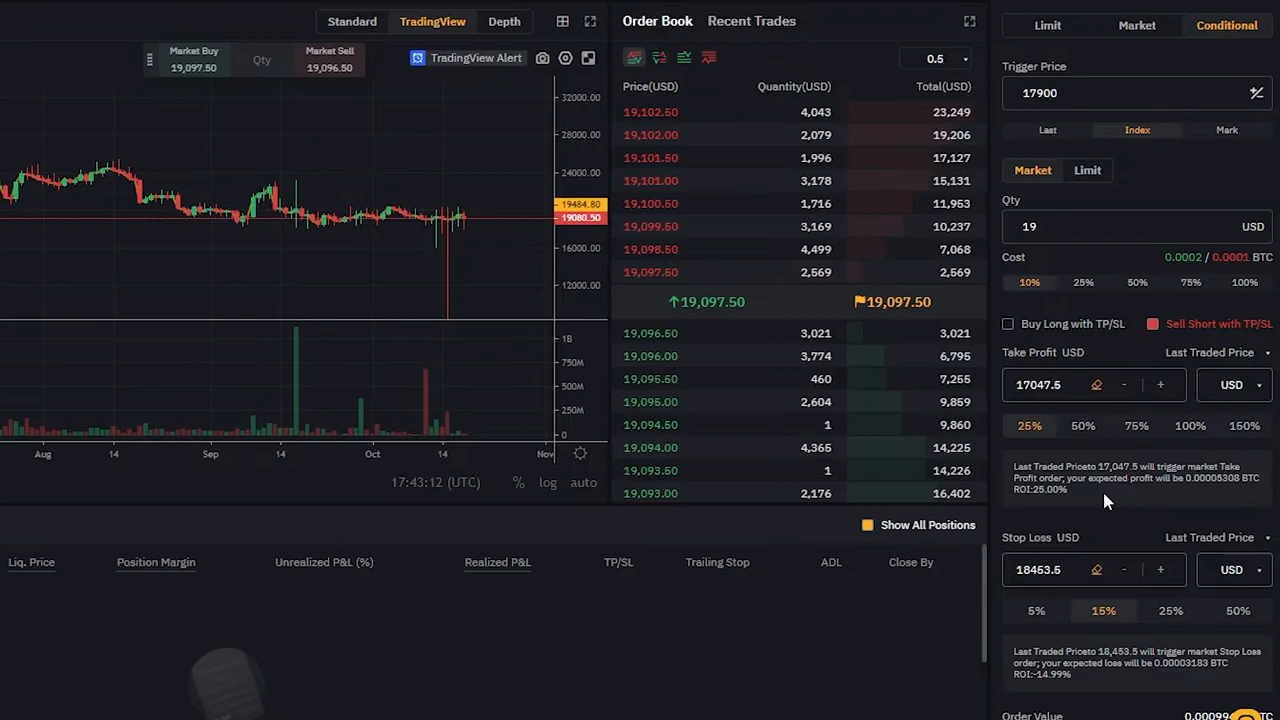 Standard TradingView Depth
Market Buy
19,097.50
Qty
Market Sell
19,096.50
TradingView Alert
32000.00
28000.00
24000.00
19484.80
19080.50
16000.00
12000.00
1B
750M
500M
250M
0
Aug 14 Sep 14 Oct 14 Nov
17:43:12 (UTC) % log auto
Order Book Recent Trades
0.5
Price(USD) Quantity(USD) Total(USD)
19,102.50 4,043 23,249
19,102.00 2,079 19,206
19,101.50 1,996 17,127
19,101.00 3,178 15,131
19,100.50 1,716 11,953
19,099.50 3,169 10,237
19,098.50 4,499 7,068
19,097.50 2,569 2,569
19,097.50 19,097.50
19,096.50 3,021 3,021
19,096.00 3,774 6,795
19,095.50 460 7,255
19,095.00 2,604 9,859
19,094.50 1 9,860
19,094.00 4,365 14,225
19,093.50 1 14,226
19,093.00 2,176 16,402
Show All Positions
Liq. Price Position Margin Unrealized P&L (%) Realized P&L TP/SL Trailing Stop ADL Close By
Limit Market Conditional
Trigger Price
17900
Last Index Mark
Market Limit
Qty
19 USD
Cost 0.0002 / 0.0001 BTC
10% 25% 50% 75% 100%
Buy Long with TP/SL Sell Short with TP/SL
Take Profit USD Last Traded Price
17047.5 - + USD
25% 50% 75% 100% 150%
Last Traded Priceto 17,047.5 will trigger market Take
Profit order; your expected profit will be 0.00005308 BTC
ROI:25.00%
Stop Loss USD Last Traded Price
18453.5 - + USD
5% 15% 25% 50%
Last Traded Priceto 18,453.5 will trigger market Stop Loss
order; your expected loss will be 0.00003183 BTC
ROI:-14.99%
Order Value